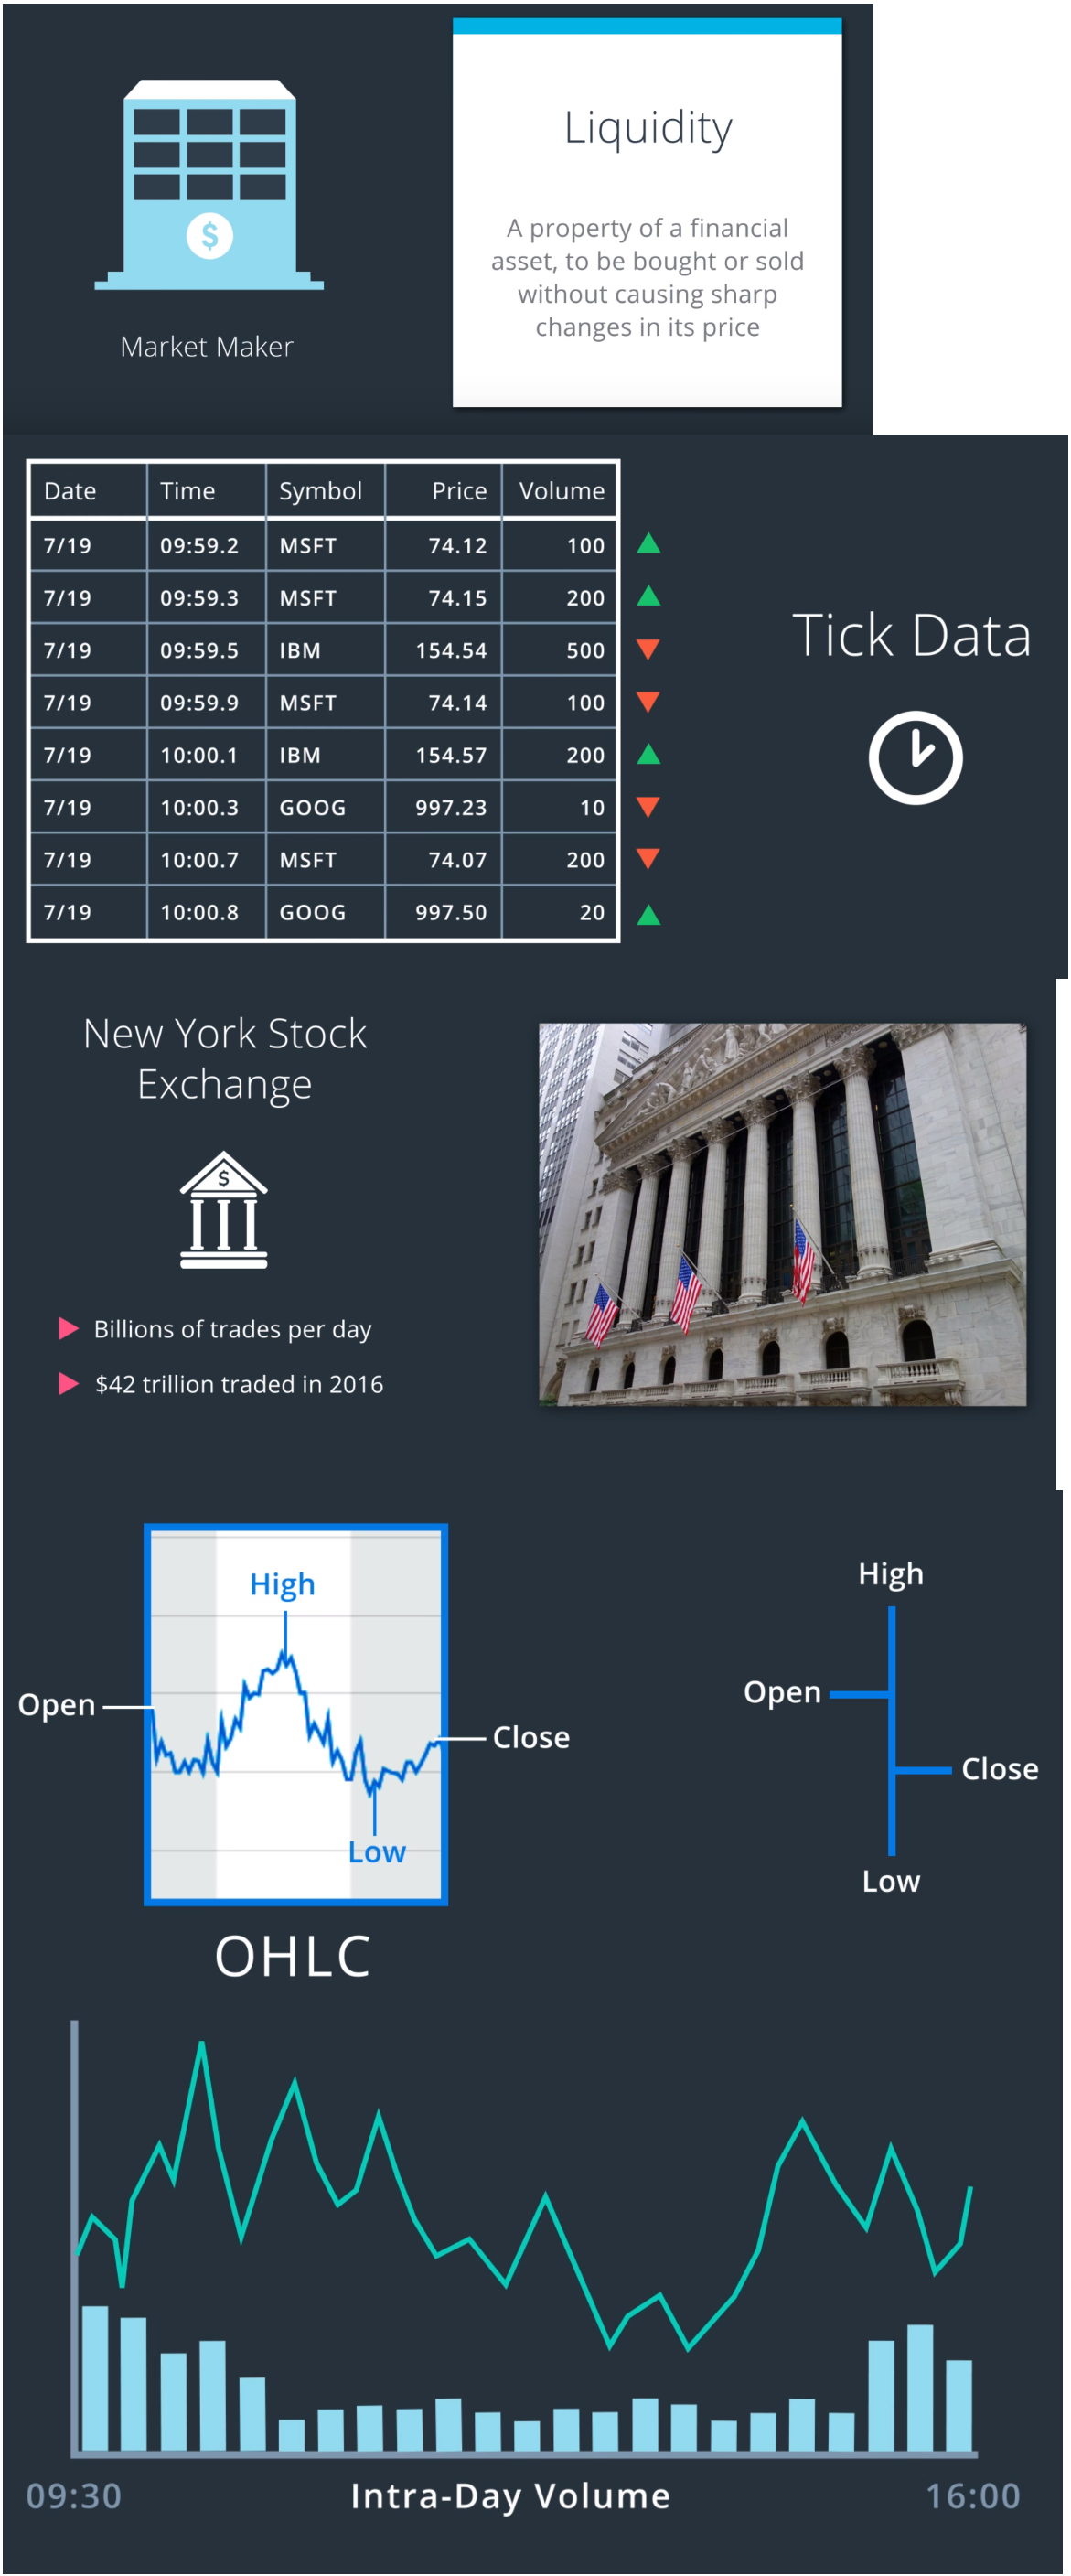 Liquidity
A property of a financial
asset, to be bought or sold
without causing sharp
changes in its price
$
Market Maker
Date Time Symbol Price Volume
7/19 09:59.2 MSFT 74.12 100
7/19 09:59.3 MSFT 74.15 200
7/19 09:59.5 IBM 154.54 500
7/19 09:59.9 MSFT 74.14 100
7/19 10:00.1 IBM 154.57 200
7/19 10:00.3 GOOG 997.23 10
7/19 10:00.7 MSFT 74.07 200
7/19 10:00.8 GOOG 997.50 20
Tick Data
New York Stock
Exchange
$
Billions of trades per day
$42 trillion traded in 2016
High
Open
Close
Low
OHLC
High
Open
Close
Low
09:30 Intra-Day Volume 16:00